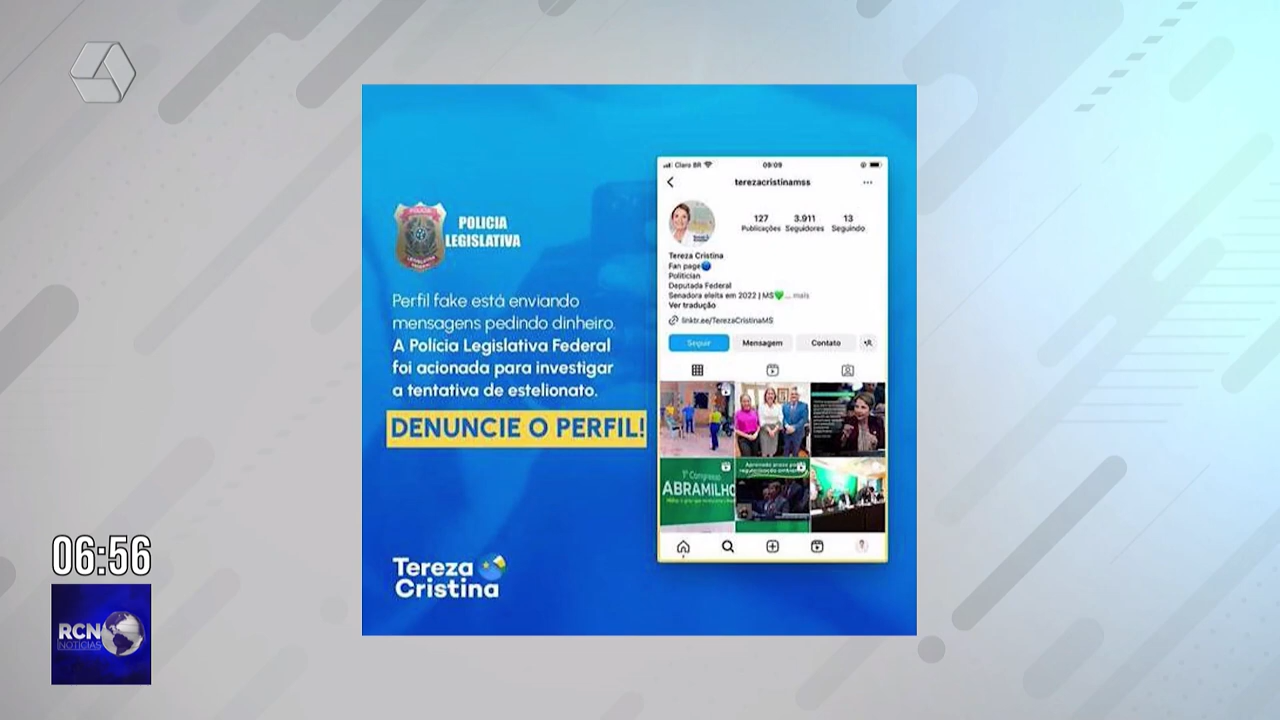 POLICIA
LEGISLATIVA
Perfil fake está enviando
mensagens pedindo dinheiro.
A Polícia Legislativa Federal
foi acionada para investigar
a tentativa de estelionato.
DENUNCIE O PERFIL!
Tereza
Cristina
Claro BR
09:09
terezacristinamss
127 3.911 13
Publicações Seguidores Seguindo
Tereza Cristina
Fan page
Politician
Deputada Federal
Senadora eleita em 2022 | MS💚... mais
Ver tradução
linktr.ee/TerezaCristinaMS
Seguir Mensagem Contato
1º Congresso
ABRAMILHO
06:56
RCN
NOTÍCIAS